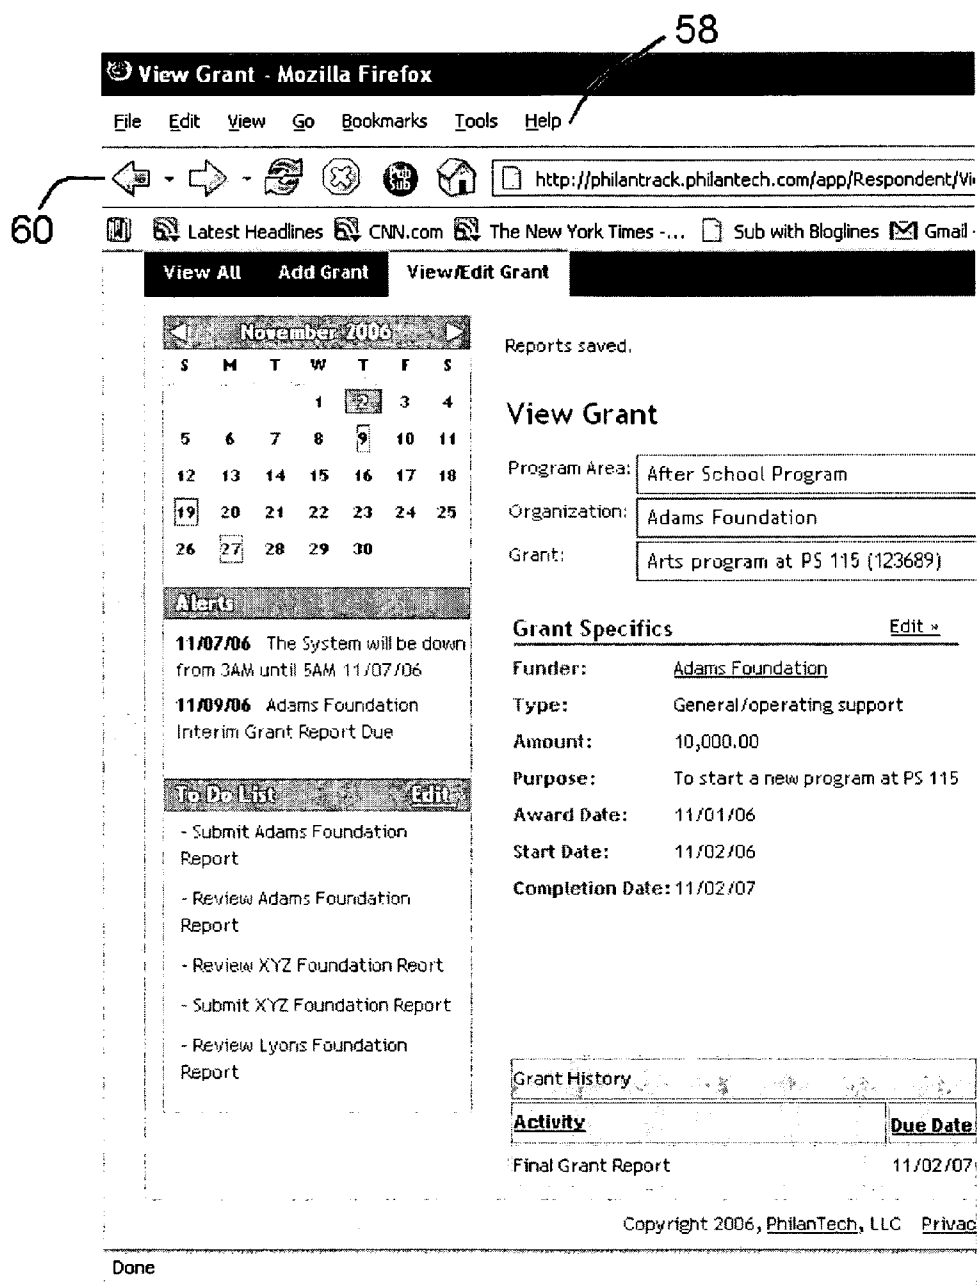 58
View Grant - Mozilla Firefox
File Edit View Go Bookmarks Tools Help
Pub Sub http://philantrack.philantech.com/app/Respondent/Vi
60
Latest Headlines CNN.com The New York Times -... Sub with Bloglines Gmail -
View All Add Grant View/Edit Grant
November 2006
S M T W T F S
1 2 3 4
5 6 7 8 9 10 11
12 13 14 15 16 17 18
19 20 21 22 23 24 25
26 27 28 29 30
Alerts
11/07/06 The System will be down
from 3AM until 5AM 11/07/06
11/09/06 Adams Foundation
Interim Grant Report Due
To Do List Edit
- Submit Adams Foundation
Report
- Review Adams Foundation
Report
- Review XYZ Foundation Reort
- Submit XYZ Foundation Report
- Review Lyons Foundation
Report
Reports saved.
View Grant
Program Area: After School Program
Organization: Adams Foundation
Grant: Arts program at PS 115 (123689)
Grant Specifics Edit »
Funder: Adams Foundation
Type: General/operating support
Amount: 10,000.00
Purpose: To start a new program at PS 115
Award Date: 11/01/06
Start Date: 11/02/06
Completion Date: 11/02/07
Grant History
Activity Due Date
Final Grant Report 11/02/07
Copyright 2006, PhilanTech, LLC Privac
Done